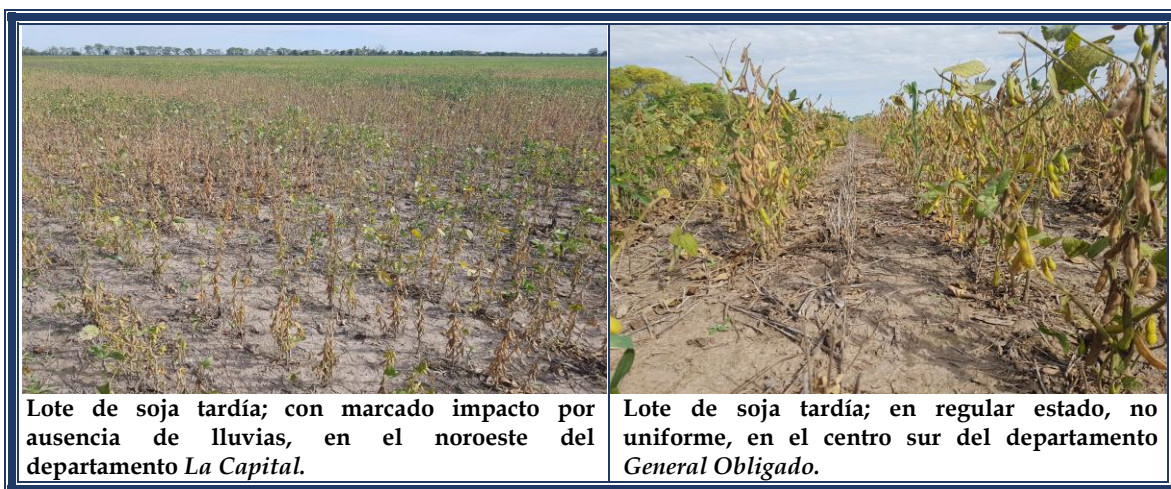 Lote de soja tardía; con marcado impacto por
ausencia de lluvias, en el noroeste del
departamento La Capital.
Lote de soja tardía; en regular estado, no
uniforme, en el centro sur del departamento
General Obligado.